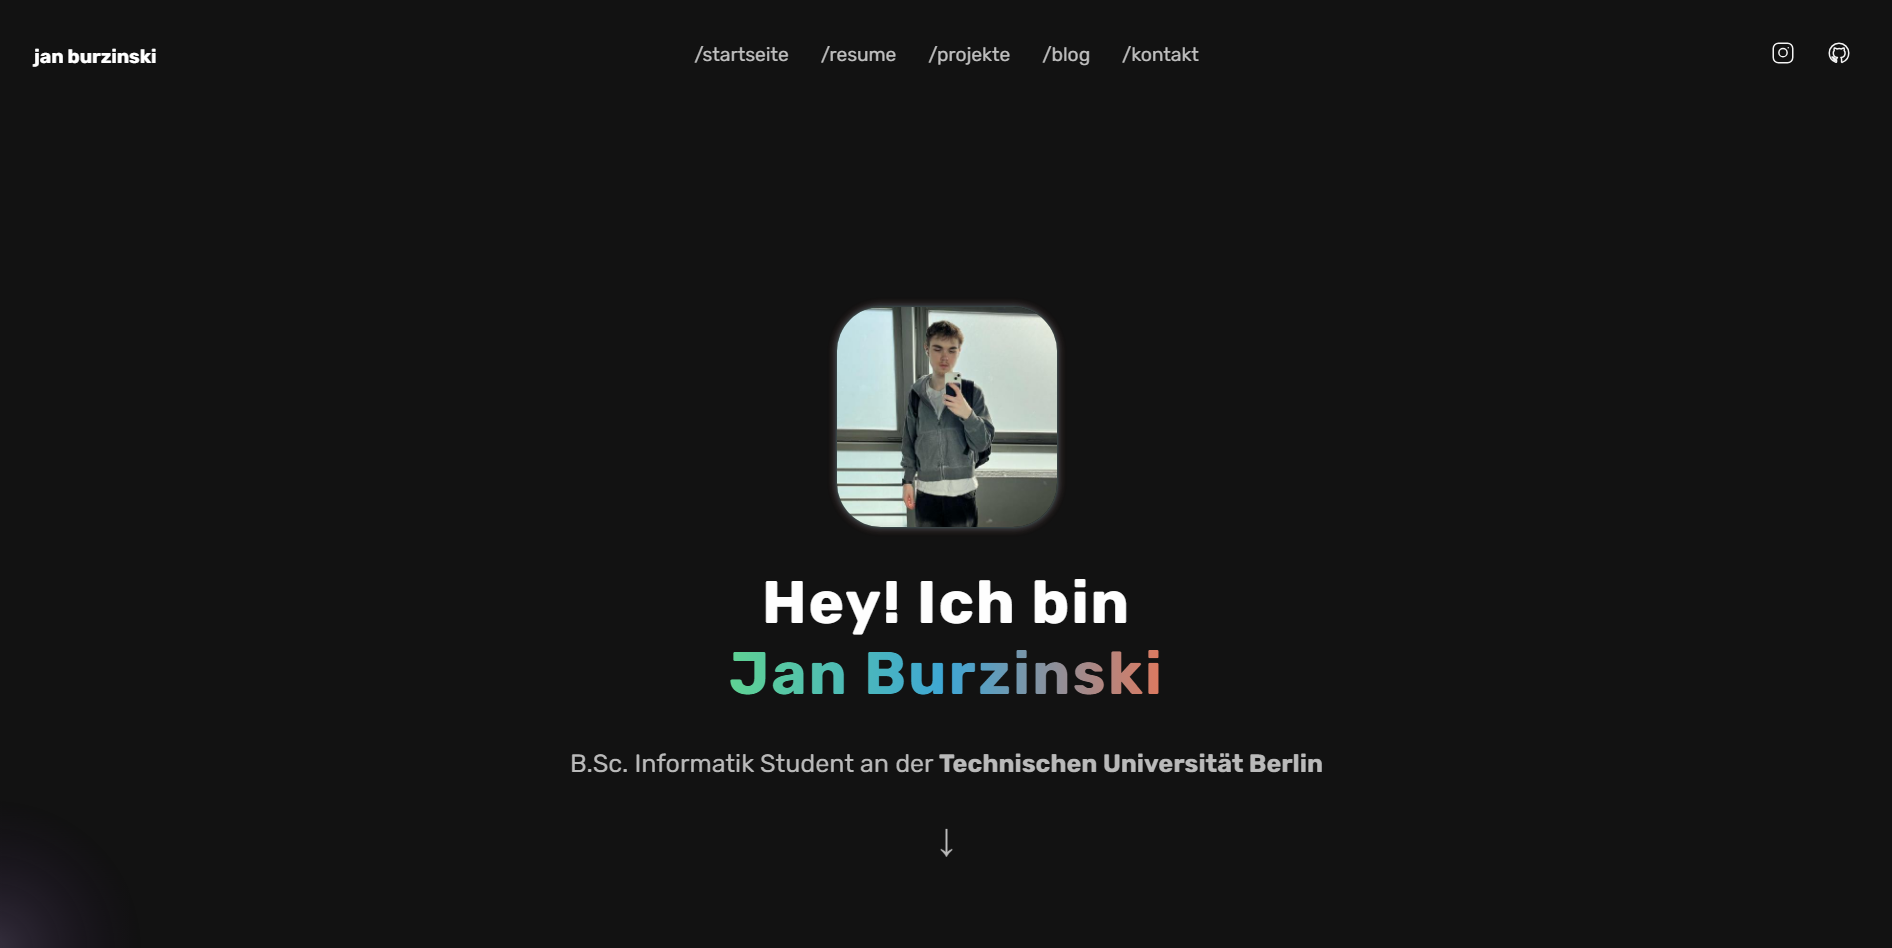 jan burzinski
/startseite /resume /projekte /blog /kontakt
Hey! Ich bin
Jan Burzinski
B.Sc. Informatik Student an der Technischen Universität Berlin